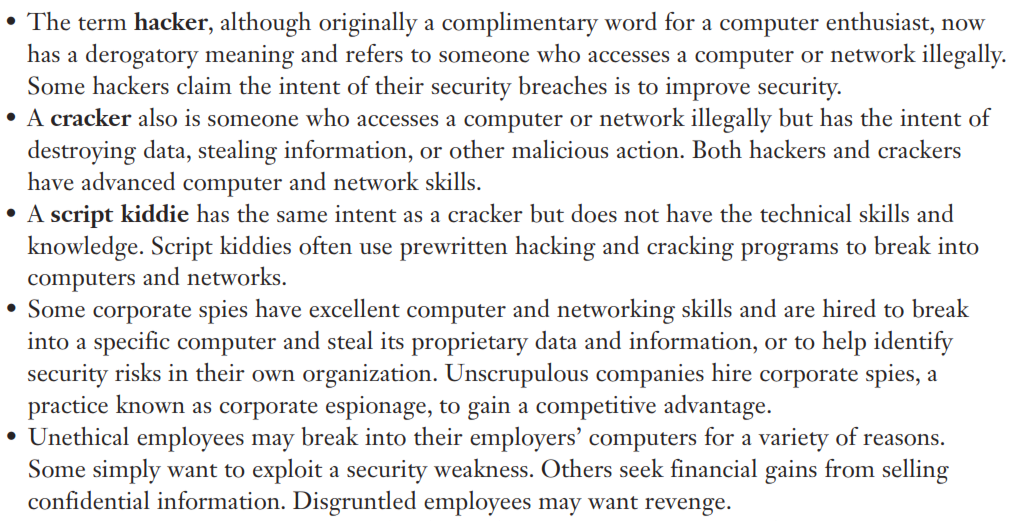 • The term hacker, although originally a complimentary word for a computer enthusiast, now
has a derogatory meaning and refers to someone who accesses a computer or network illegally.
Some hackers claim the intent of their security breaches is to improve security.
• A cracker also is someone who accesses a computer or network illegally but has the intent of
destroying data, stealing information, or other malicious action. Both hackers and crackers
have advanced computer and network skills.
• A script kiddie has the same intent as a cracker but does not have the technical skills and
knowledge. Script kiddies often use prewritten hacking and cracking programs to break into
computers and networks.
• Some corporate spies have excellent computer and networking skills and are hired to break
into a specific computer and steal its proprietary data and information, or to help identify
security risks in their own organization. Unscrupulous companies hire corporate spies, a
practice known as corporate espionage, to gain a competitive advantage.
• Unethical employees may break into their employers’ computers for a variety of reasons.
Some simply want to exploit a security weakness. Others seek financial gains from selling
confidential information. Disgruntled employees may want revenge.